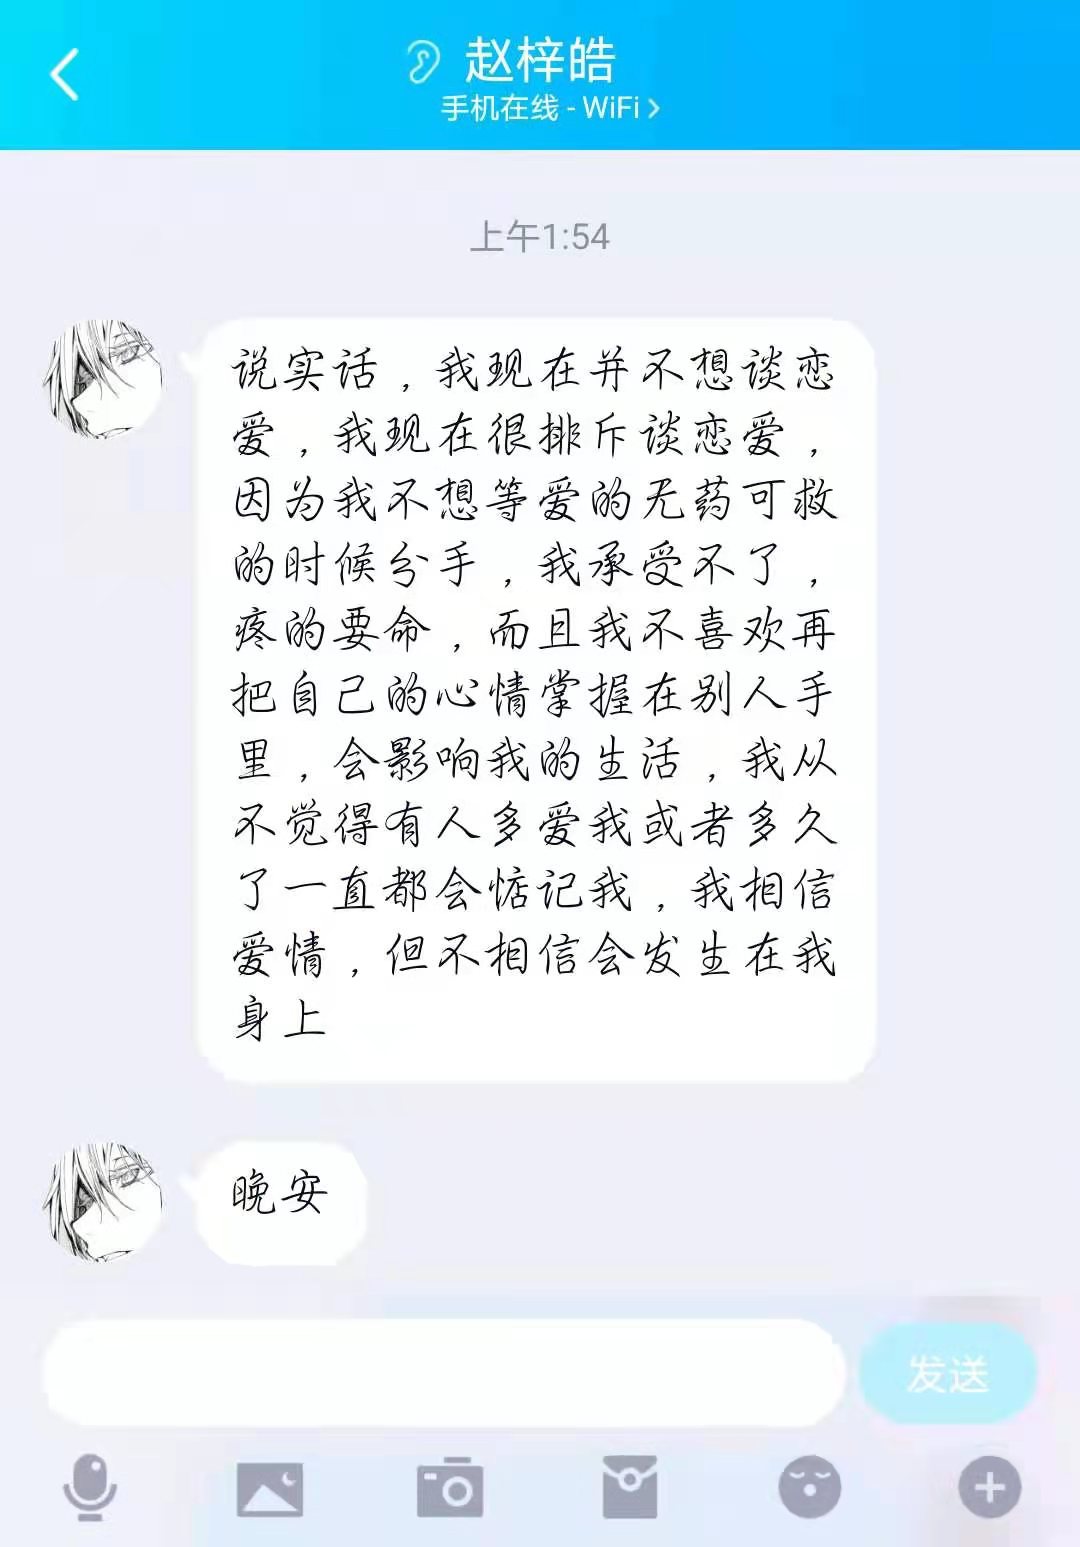 赵梓皓
手机在线 - WiFi
上午1:54
说实话，我现在并不想谈恋
爱，我现在很排斥谈恋爱，
因为我不想等爱的无药可救
的时候分手，我承受不了，
疼的要命，而且我不喜欢再
把自己的心情掌握在别人手
里，会影响我的生活，我从
不觉得有人多爱我或者多久
了一直都会惦记我，我相信
爱情，但不相信会发生在我
身上
晚安
发送